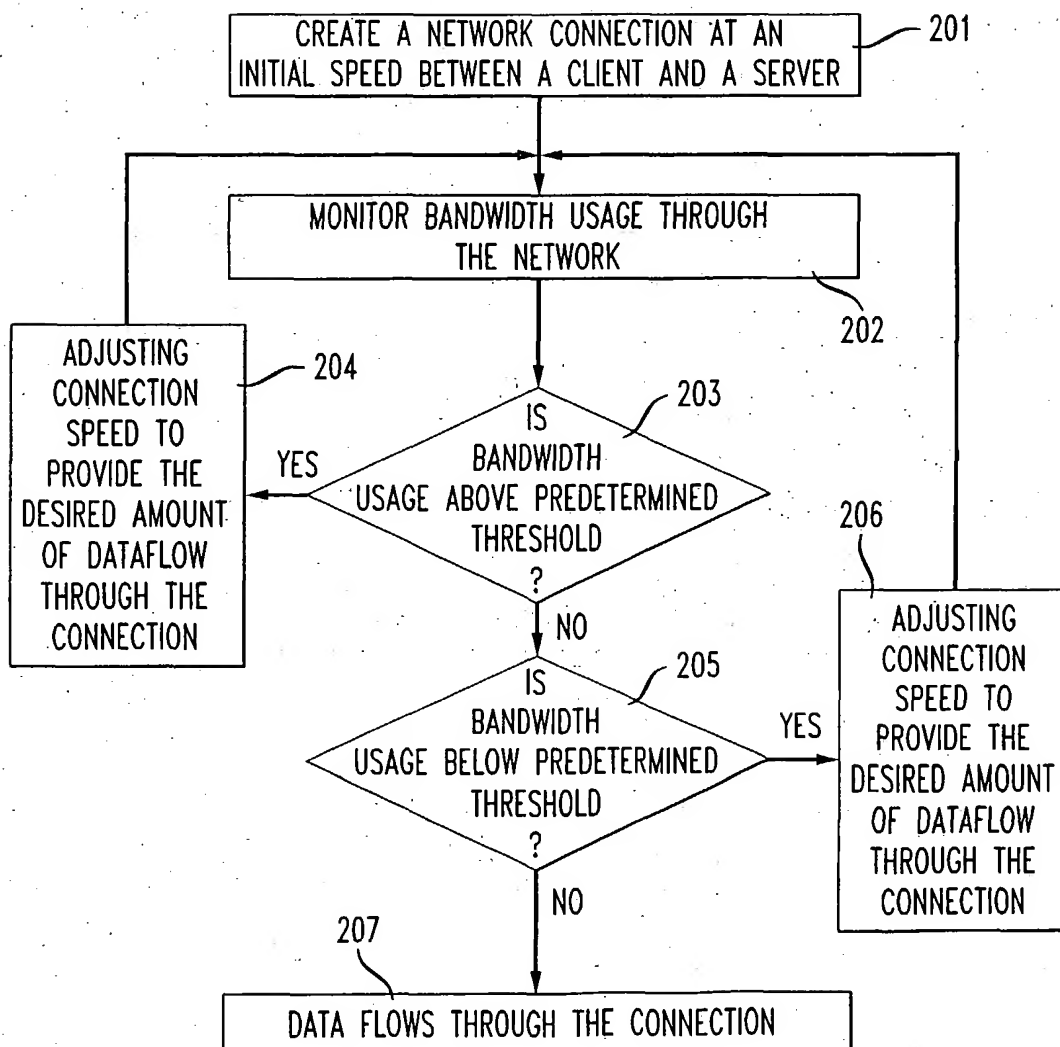 CREATE A NETWORK CONNECTION AT AN
INITIAL SPEED BETWEEN A CLIENT AND A SERVER
201
MONITOR BANDWIDTH USAGE THROUGH
THE NETWORK
202
ADJUSTING
CONNECTION
SPEED TO
PROVIDE THE
DESIRED AMOUNT
OF DATAFLOW
THROUGH THE
CONNECTION
204
YES
IS
BANDWIDTH
USAGE ABOVE PREDETERMINED
THRESHOLD
?
203
NO
IS
BANDWIDTH
USAGE BELOW PREDETERMINED
THRESHOLD
?
205
YES
206
ADJUSTING
CONNECTION
SPEED TO
PROVIDE THE
DESIRED AMOUNT
OF DATAFLOW
THROUGH THE
CONNECTION
NO
207
DATA FLOWS THROUGH THE CONNECTION